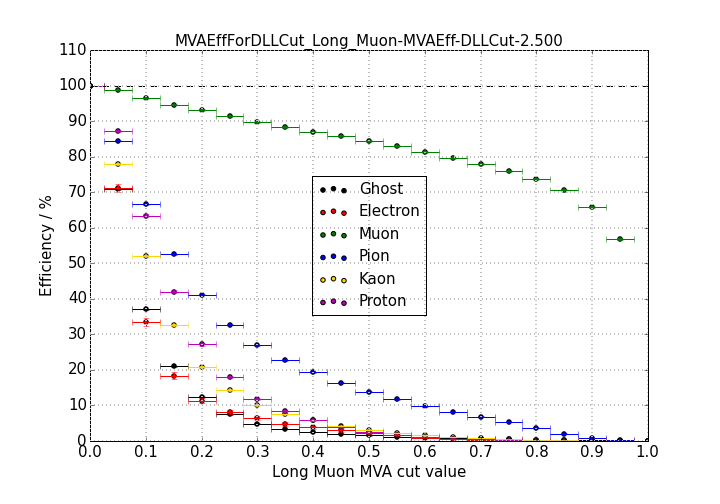 MVAEffForDLLCut_Long_Muon-MVAEff-DLLCut-2.500
110
100
90
80
70
60
50
40
30
20
10
0
Efficiency / %
Ghost
Electron
Muon
Pion
Kaon
Proton
0.0 0.1 0.2 0.3 0.4 0.5 0.6 0.7 0.8 0.9 1.0
Long Muon MVA cut value